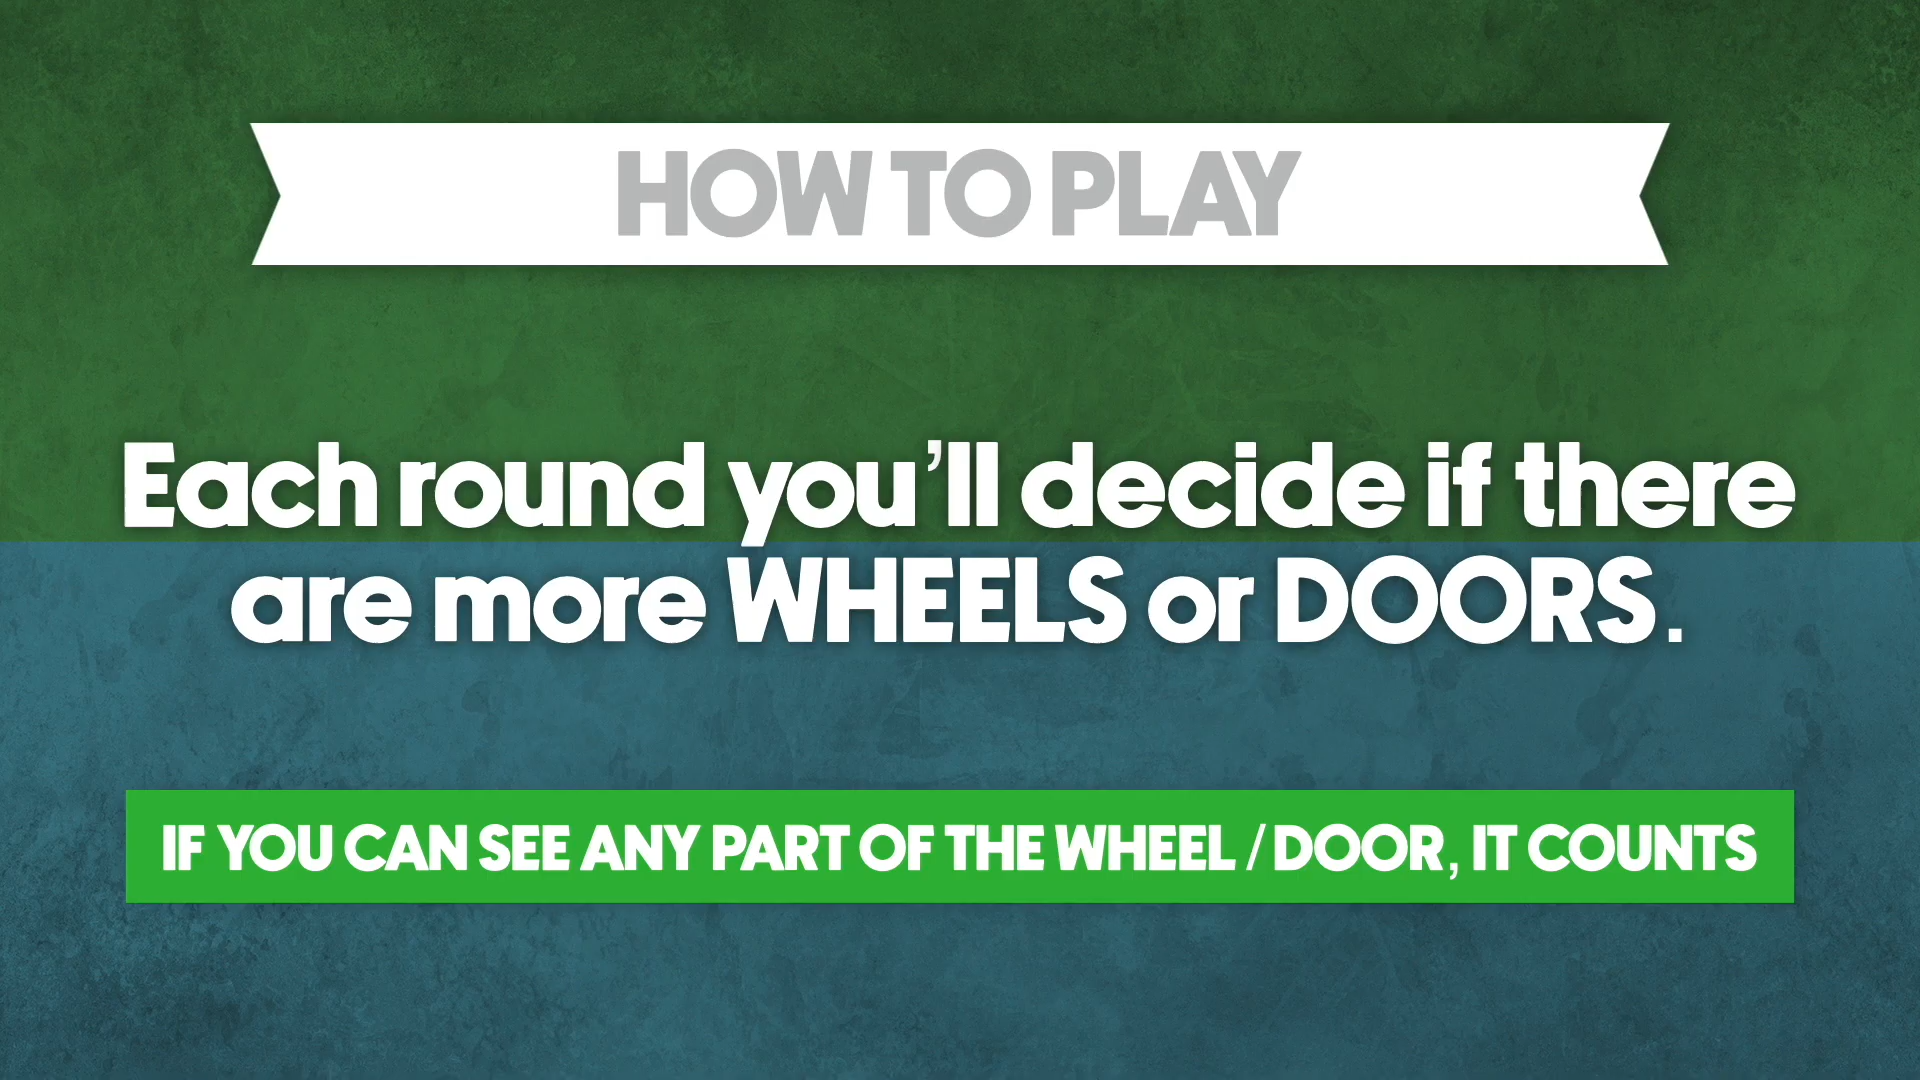 HOW TO PLAY
Each round you’ll decide if there
are more WHEELS or DOORS.
IF YOU CAN SEE ANY PART OF THE WHEEL / DOOR, IT COUNTS